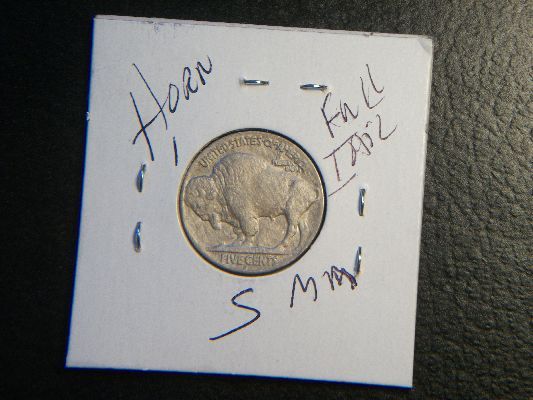 HORN
Full
Tail
UNITED STATES OF AMERICA
FIVE CENTS
S MM